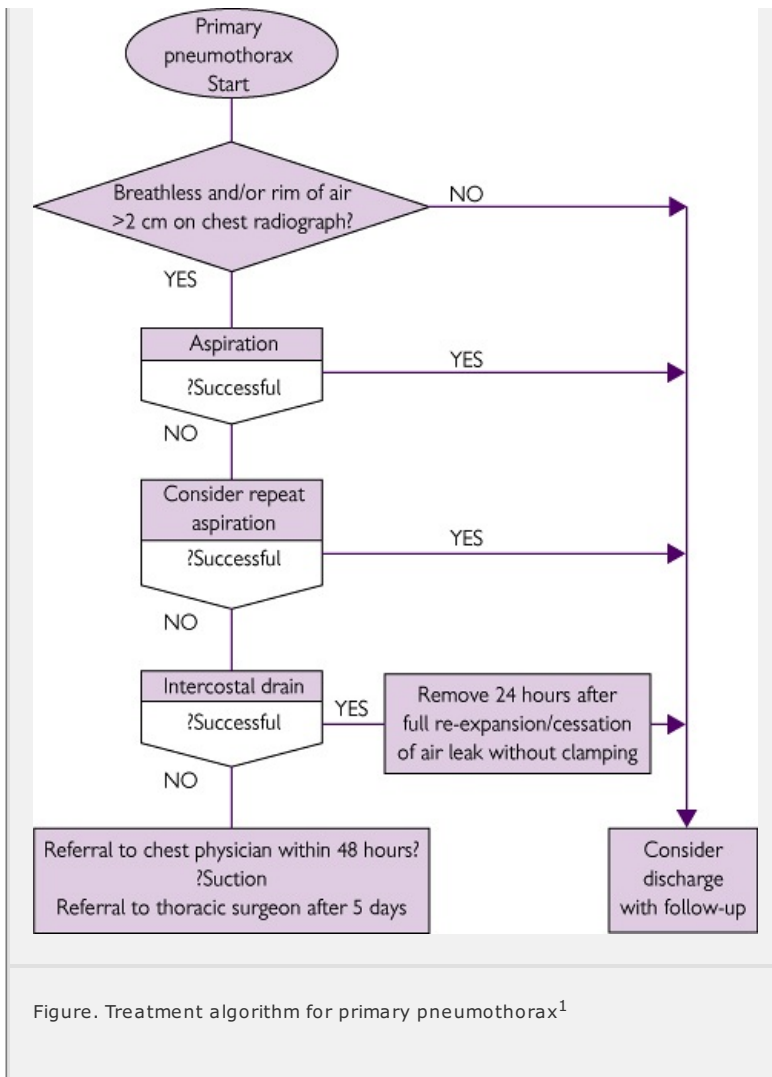 Primary
pneumothorax
Start
Breathless and/or rim of air
>2 cm on chest radiograph?
NO
YES
Aspiration
?Successful
YES
NO
Consider repeat
aspiration
?Successful
YES
NO
Intercostal drain
?Successful
YES
Remove 24 hours after
full re-expansion/cessation
of air leak without clamping
NO
Referral to chest physician within 48 hours?
?Suction
Referral to thoracic surgeon after 5 days
Consider
discharge
with follow-up
Figure. Treatment algorithm for primary pneumothorax1